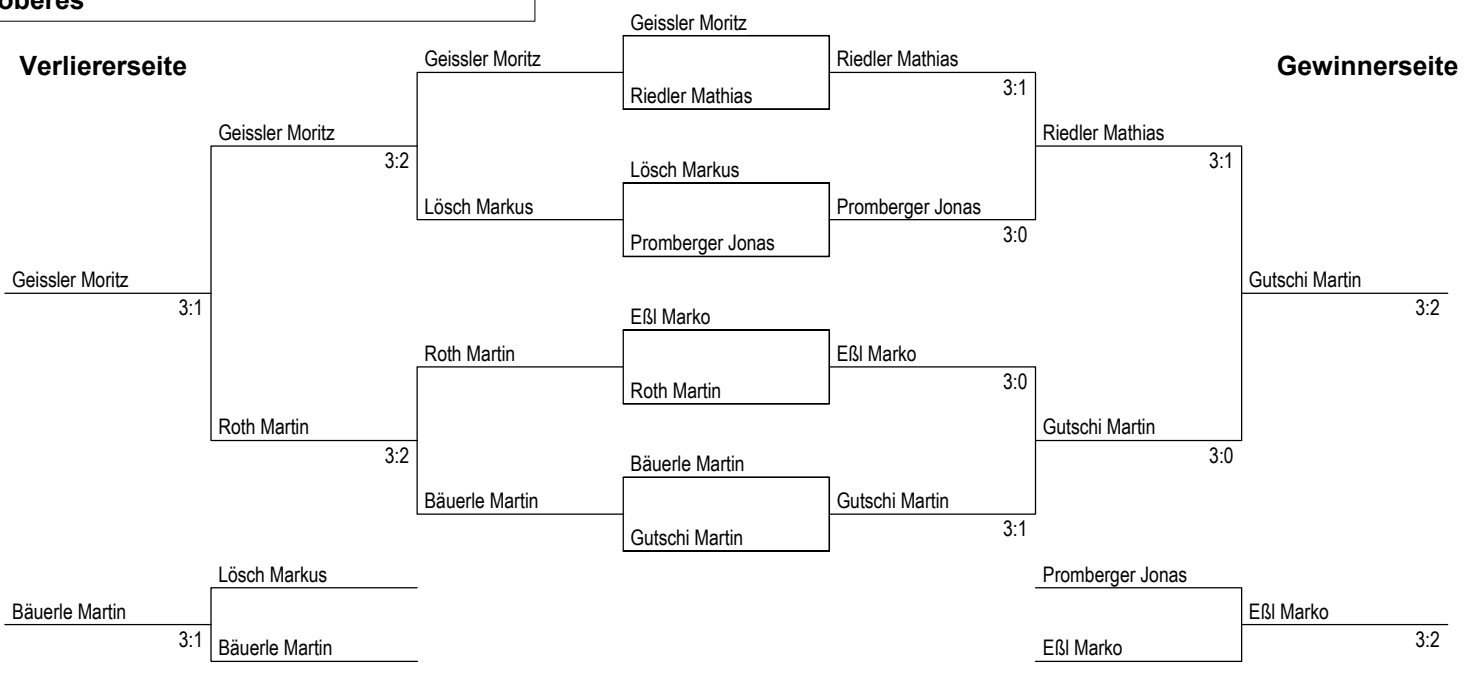 oberes
Verliererseite
Gewinnerseite
Geissler Moritz
Geissler Moritz
Riedler Mathias
Riedler Mathias
3:1
Geissler Moritz
3:2
Riedler Mathias
3:1
Lösch Markus
Lösch Markus
Promberger Jonas
Promberger Jonas
3:0
Geissler Moritz
3:1
Gutschi Martin
3:2
Eßl Marko
Roth Martin
Eßl Marko
3:0
Roth Martin
Roth Martin
3:2
Gutschi Martin
3:0
Bäuerle Martin
Bäuerle Martin
Gutschi Martin
3:1
Gutschi Martin
Lösch Markus
Bäuerle Martin
3:1
Bäuerle Martin
Promberger Jonas
Eßl Marko
3:2
Eßl Marko